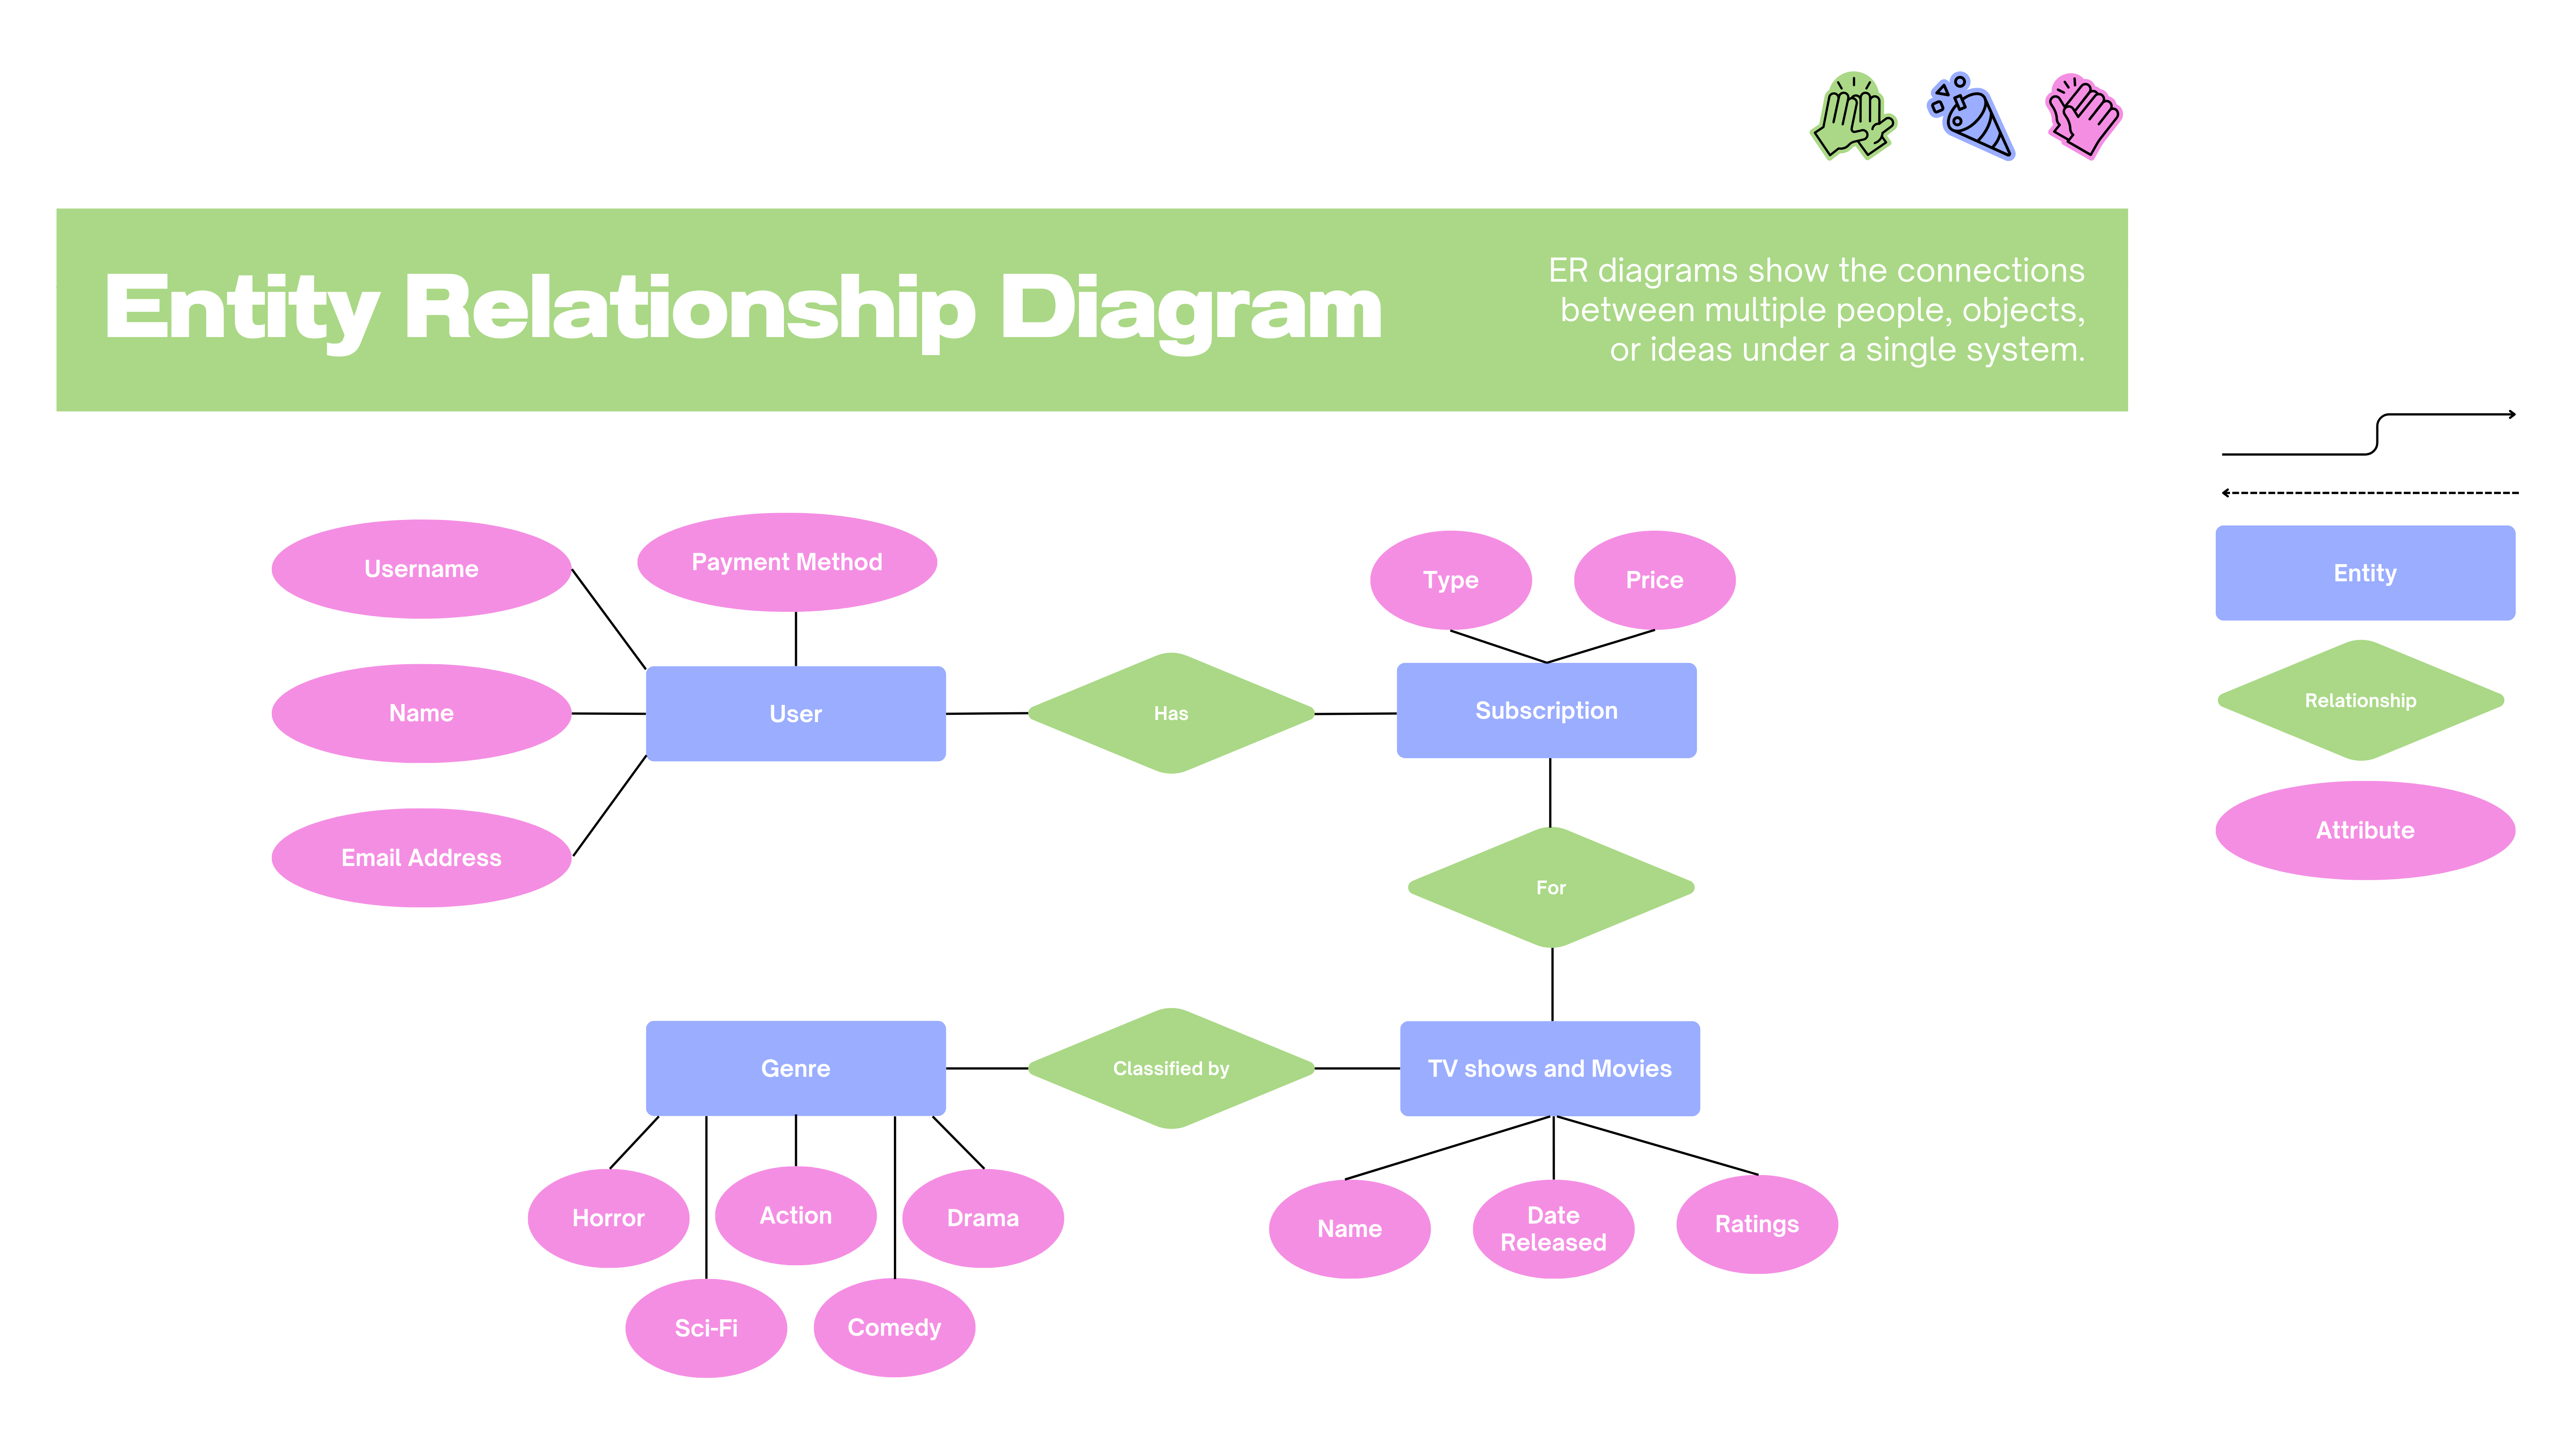 Entity Relationship Diagram
ER diagrams show the connections
between multiple people, objects,
or ideas under a single system.
Username
Payment Method
Type
Price
Entity
Name
User
Has
Subscription
Relationship
Email Address
For
Attribute
Genre
Classified by
TV shows and Movies
Horror
Action
Drama
Name
Date
Released
Ratings
Sci-Fi
Comedy